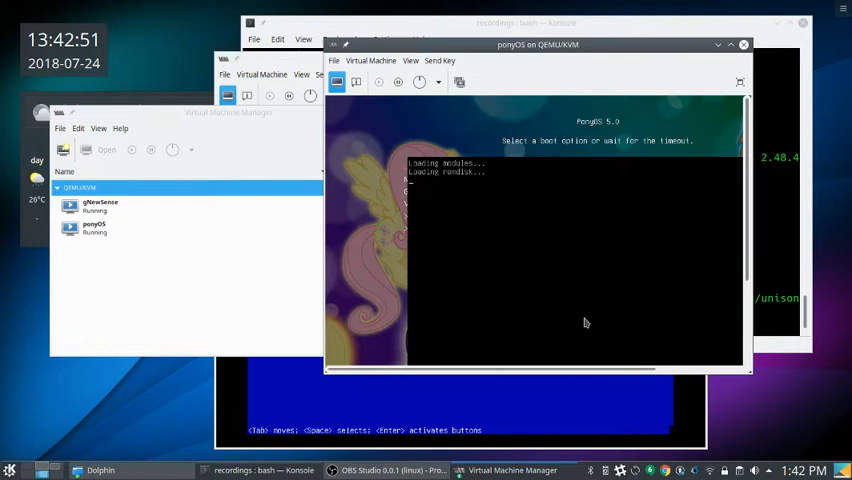 13:42:51
2018-07-24
day
26°C
recordings : bash — Konsole
File Edit View
File Virtual Machine View
Virtual Machine Manager
File Edit View Help
Open
Name
QEMU/KVM
gNewSense
Running
ponyOS
Running
ponyOS on QEMU/KVM
File Virtual Machine View Send Key
PonyOS 5.0
Select a boot option or wait for the timeout.
Loading modules...
Loading ramdisk...
2.48.4
/unison
<Tab> moves; <Space> selects; <Enter> activates buttons
Dolphin
recordings : bash — Konsole
OBS Studio 0.0.1 (linux) - Pro...
Virtual Machine Manager
1:42 PM